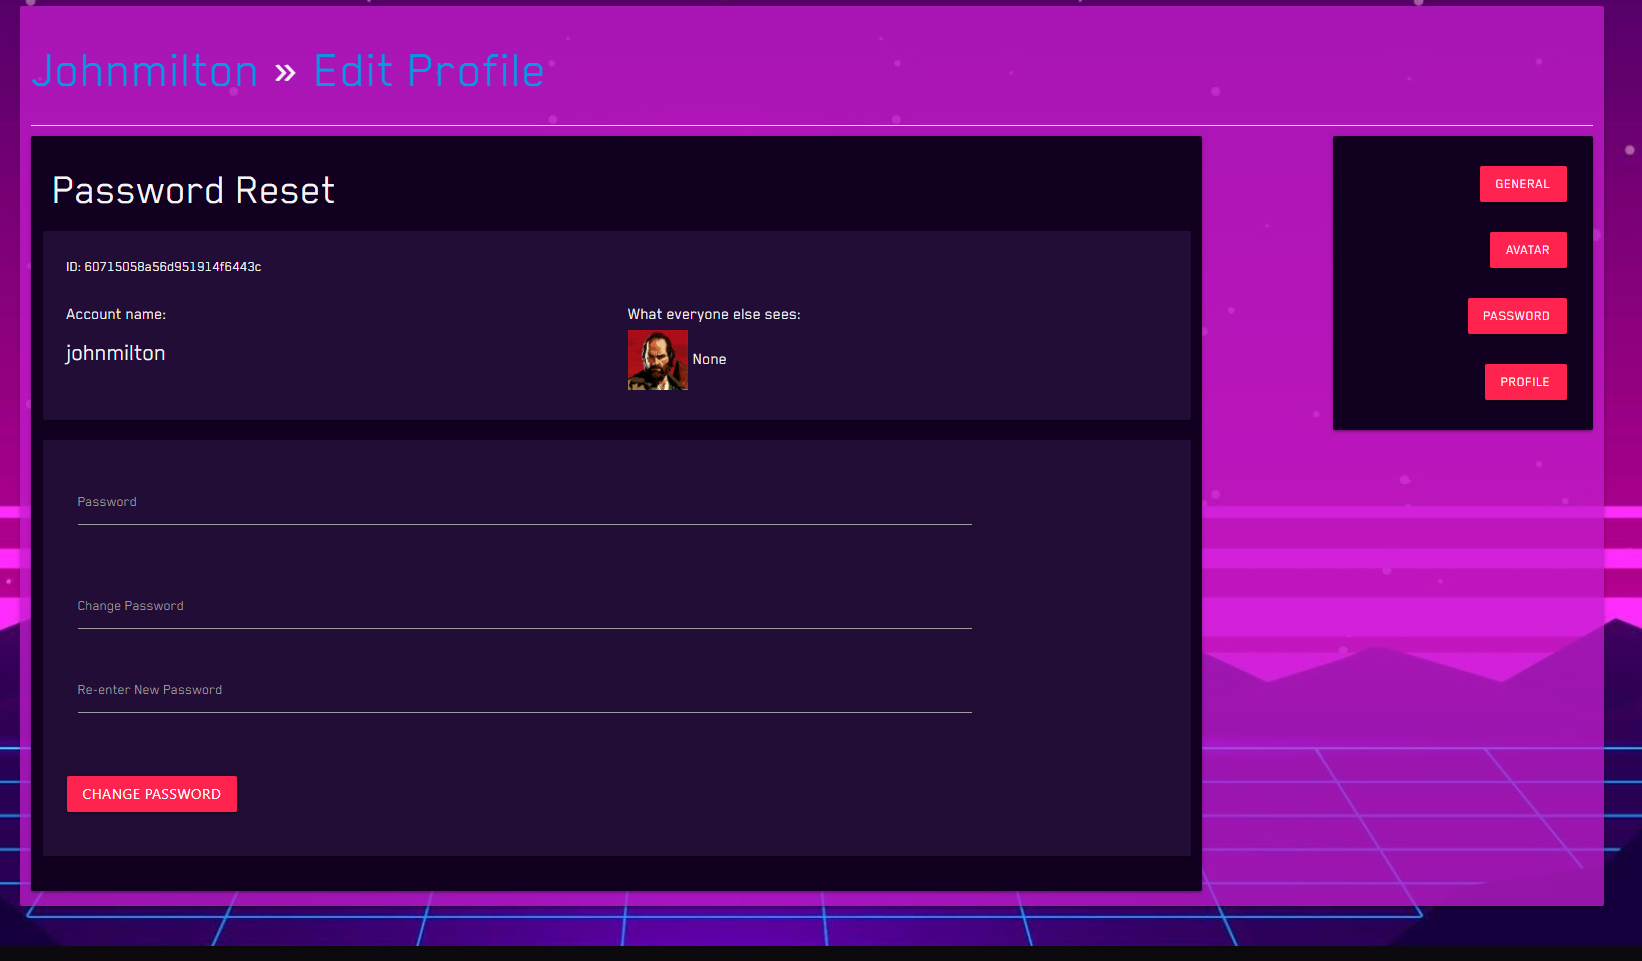 Johnmilton » Edit Profile
Password Reset
ID: 60715058a56d951914f6443c
Account name:
johnmilton
What everyone else sees:
None
Password
Change Password
Re-enter New Password
CHANGE PASSWORD
GENERAL
AVATAR
PASSWORD
PROFILE